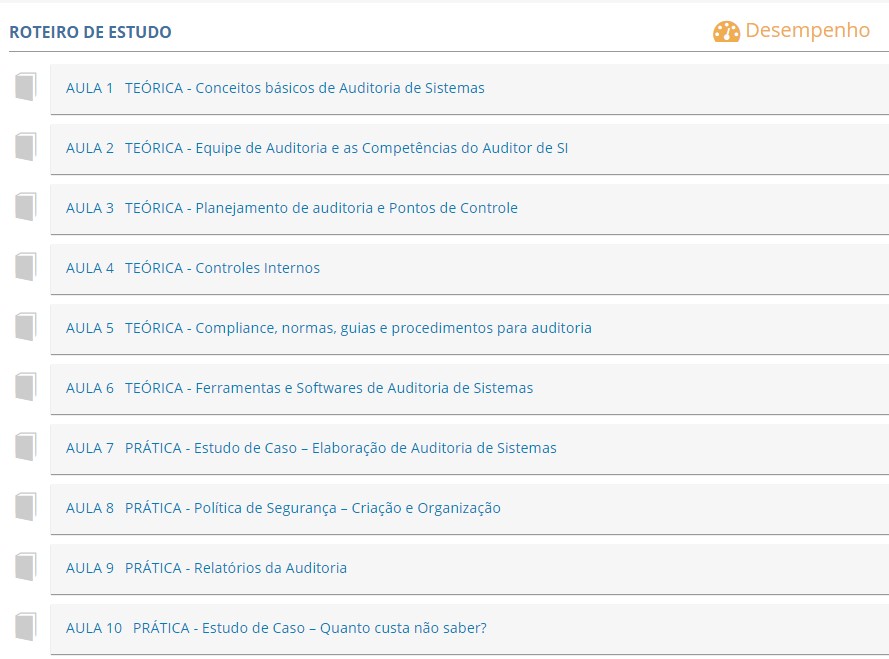 ROTEIRO DE ESTUDO
Desempenho
AULA 1 TEÓRICA - Conceitos básicos de Auditoria de Sistemas
AULA 2 TEÓRICA - Equipe de Auditoria e as Competências do Auditor de SI
AULA 3 TEÓRICA - Planejamento de auditoria e Pontos de Controle
AULA 4 TEÓRICA - Controles Internos
AULA 5 TEÓRICA - Compliance, normas, guias e procedimentos para auditoria
AULA 6 TEÓRICA - Ferramentas e Softwares de Auditoria de Sistemas
AULA 7 PRÁTICA - Estudo de Caso – Elaboração de Auditoria de Sistemas
AULA 8 PRÁTICA - Política de Segurança – Criação e Organização
AULA 9 PRÁTICA - Relatórios da Auditoria
AULA 10 PRÁTICA - Estudo de Caso – Quanto custa não saber?